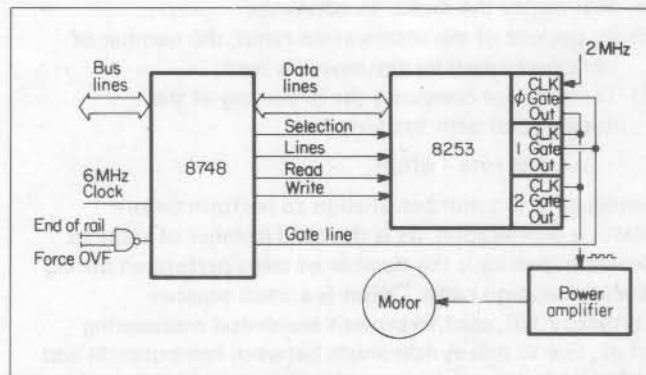 2 MHz
Bus
lines
Data
lines
CLK
ϕ Gate
Out
Selection
CLK
1 Gate
Out
Lines
8253
8748
Read
6 MHz
Clock
Write
CLK
2 Gate
Out
End of rail
Gate line
Force OVF
Motor
Power
amplifier